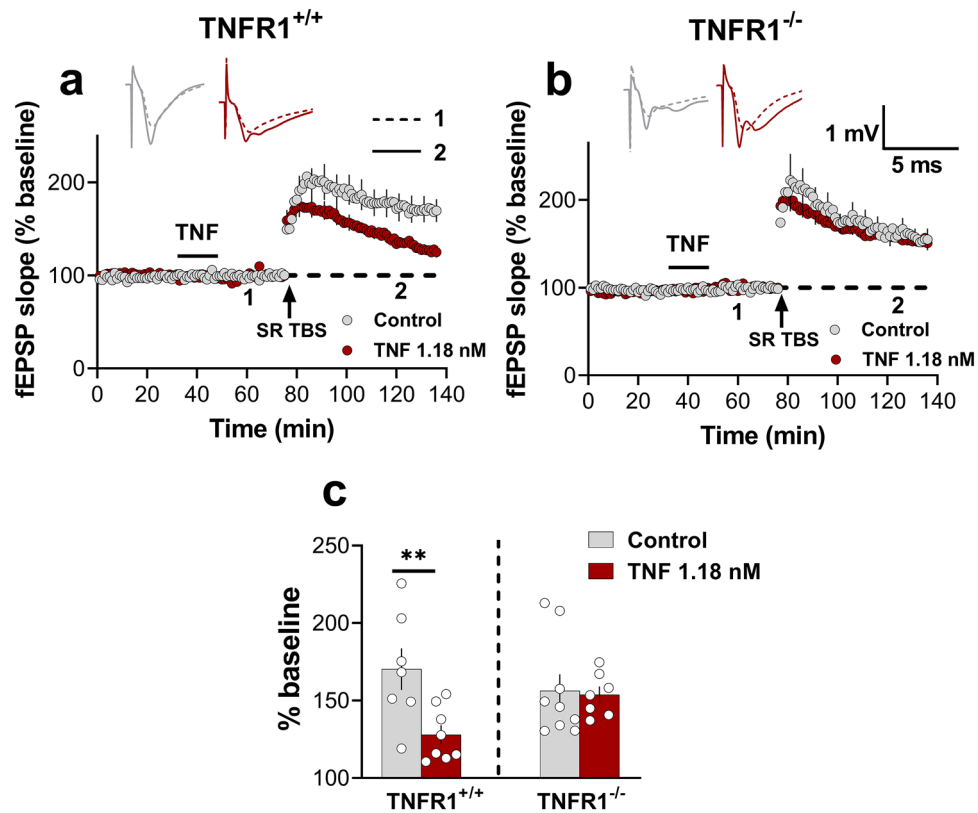 TNFR1+/+
TNFR1-/-
a
b
1
2
1 mV
5 ms
fEPSP slope (% baseline)
200
100
0
TNF
1
2
SR TBS
Control
TNF 1.18 nM
0 20 40 60 80 100 120 140
Time (min)
fEPSP slope (% baseline)
200
100
0
TNF
1
2
SR TBS
Control
TNF 1.18 nM
0 20 40 60 80 100 120 140
Time (min)
c
% baseline
250
200
150
100
**
Control
TNF 1.18 nM
TNFR1+/+
TNFR1-/-